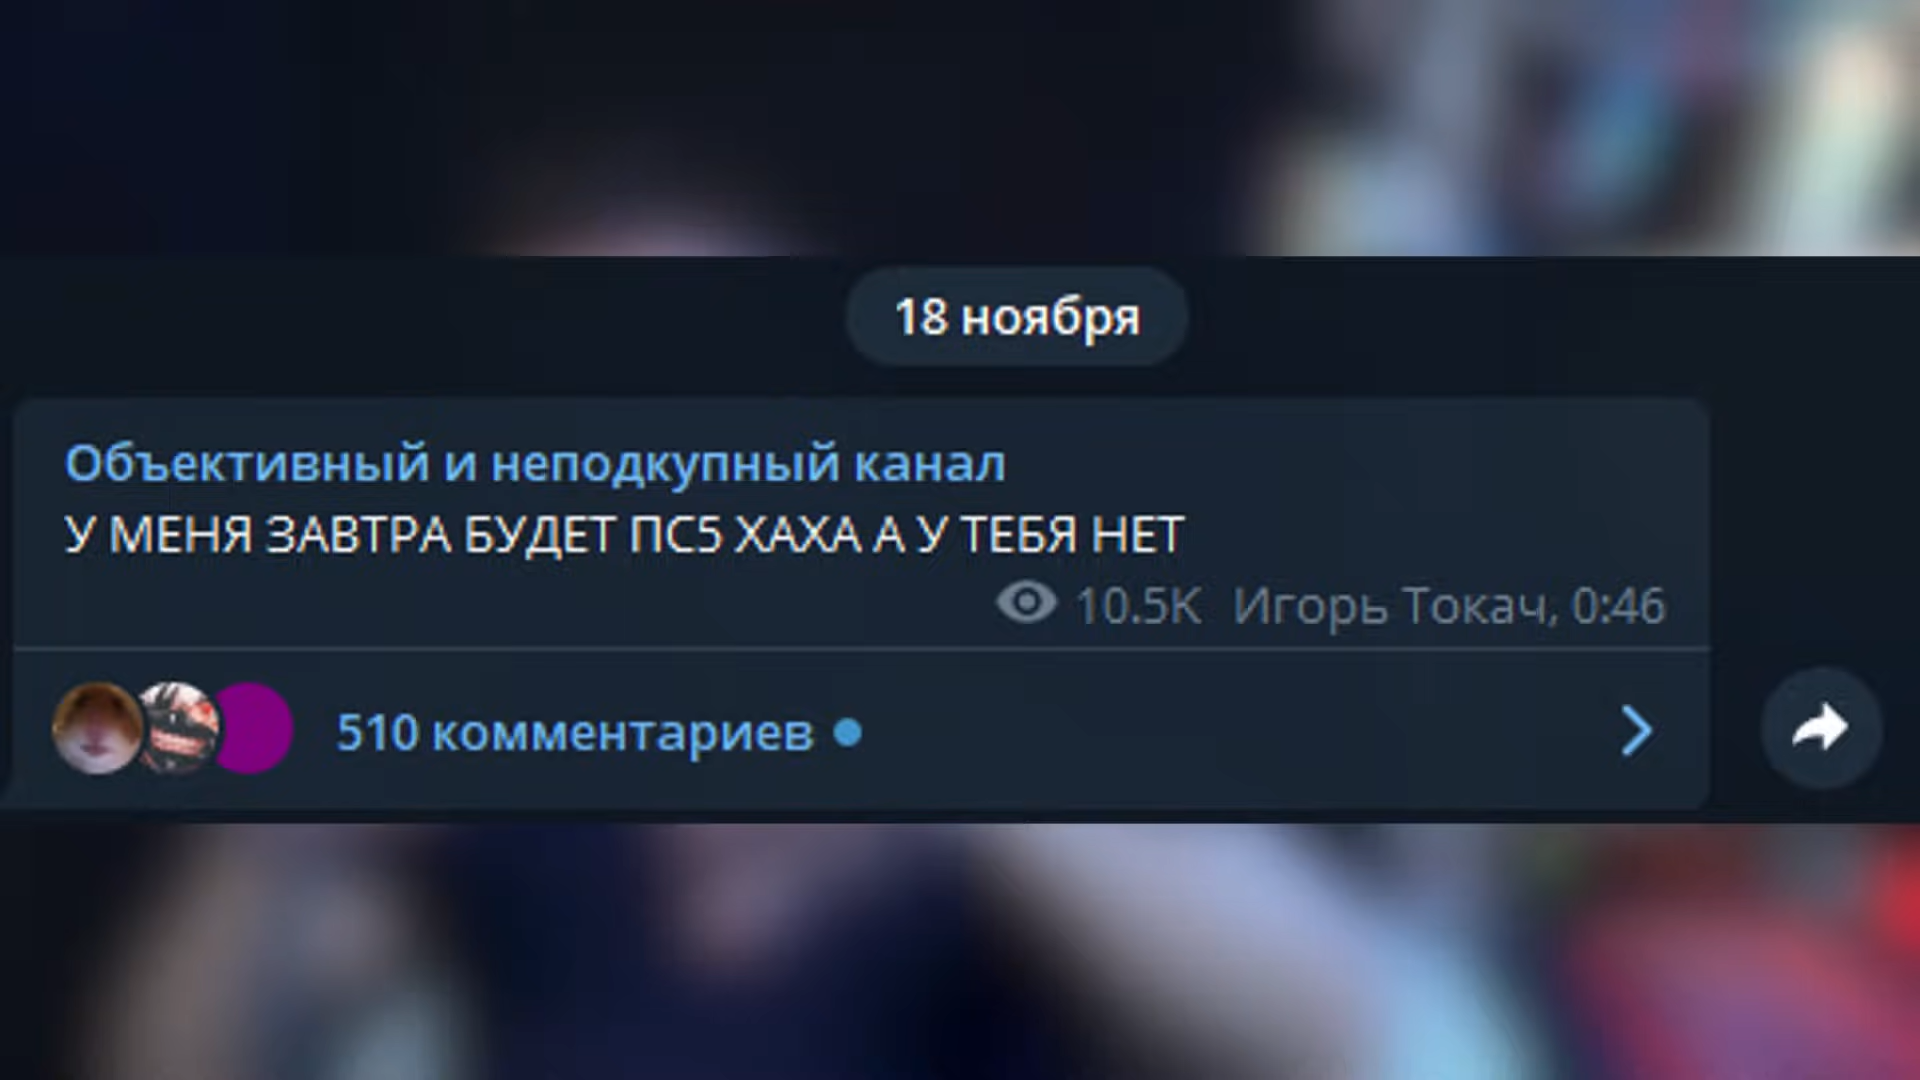 18 ноября
Объективный и неподкупный канал
У МЕНЯ ЗАВТРА БУДЕТ ПС5 ХАХА А У ТЕБЯ НЕТ
10.5K Игорь Токач, 0:46
510 комментариев